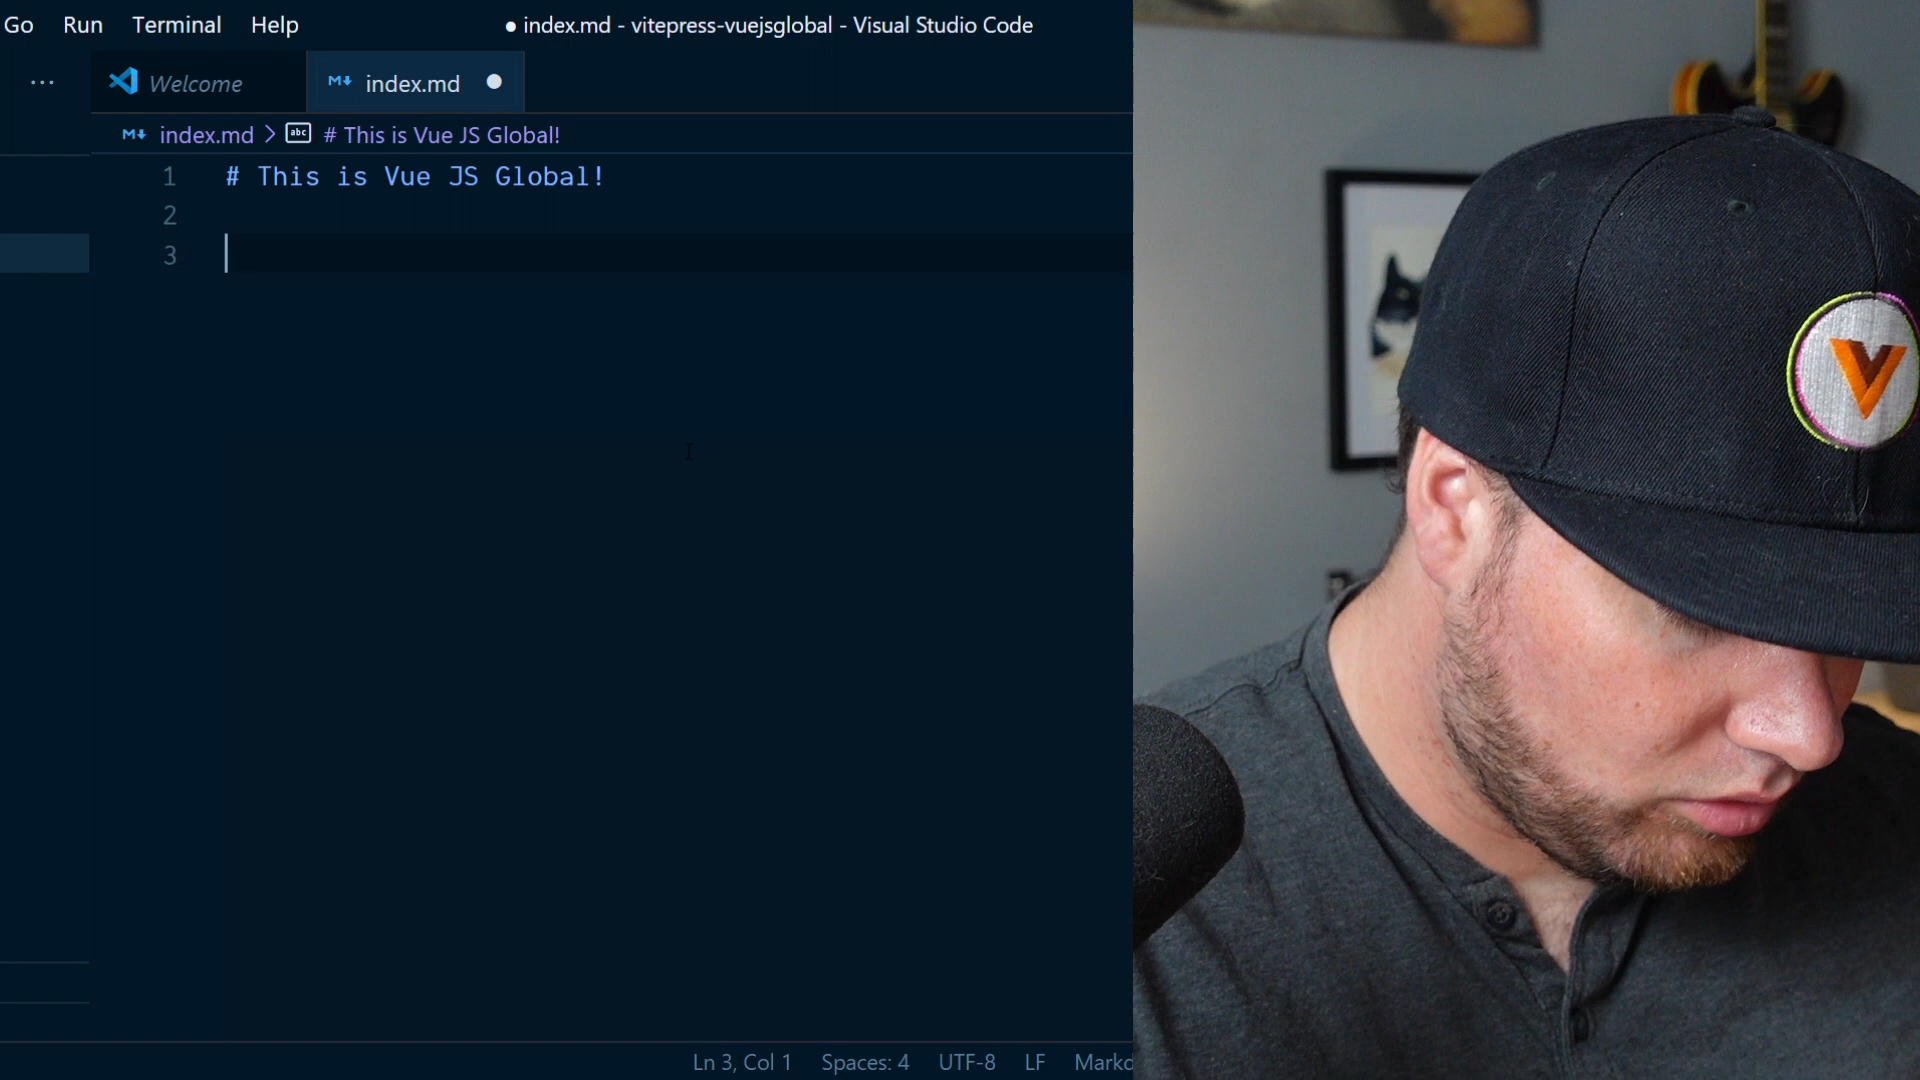 Go Run Terminal Help ● index.md - vitepress-vuejsglobal - Visual Studio Code
... Welcome index.md ●
index.md > abc # This is Vue JS Global!
1 # This is Vue JS Global!
2
3
V
Ln 3, Col 1 Spaces: 4 UTF-8 LF Markd